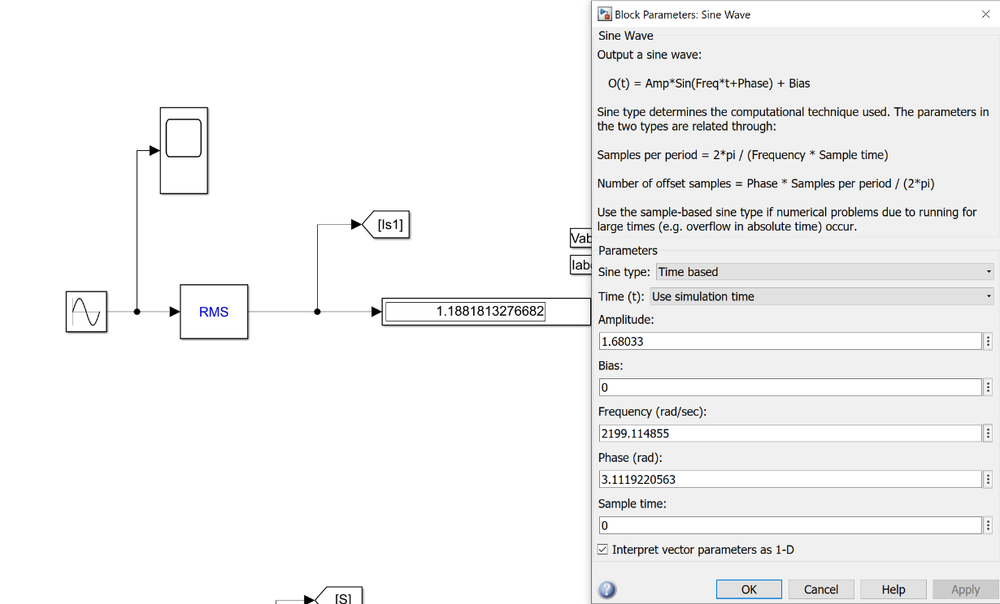 Block Parameters: Sine Wave
Sine Wave
Output a sine wave:
O(t) = Amp*Sin(Freq*t+Phase) + Bias
Sine type determines the computational technique used. The parameters in
the two types are related through:
Samples per period = 2*pi / (Frequency * Sample time)
Number of offset samples = Phase * Samples per period / (2*pi)
Use the sample-based sine type if numerical problems due to running for
large times (e.g. overflow in absolute time) occur.
Parameters
Sine type: Time based
Time (t): Use simulation time
Amplitude:
1.68033
Bias:
0
Frequency (rad/sec):
2199.114855
Phase (rad):
3.1119220563
Sample time:
0
Interpret vector parameters as 1-D
OK Cancel Help Apply
[Is1]
Vab
RMS
1.1881813276682
[S]